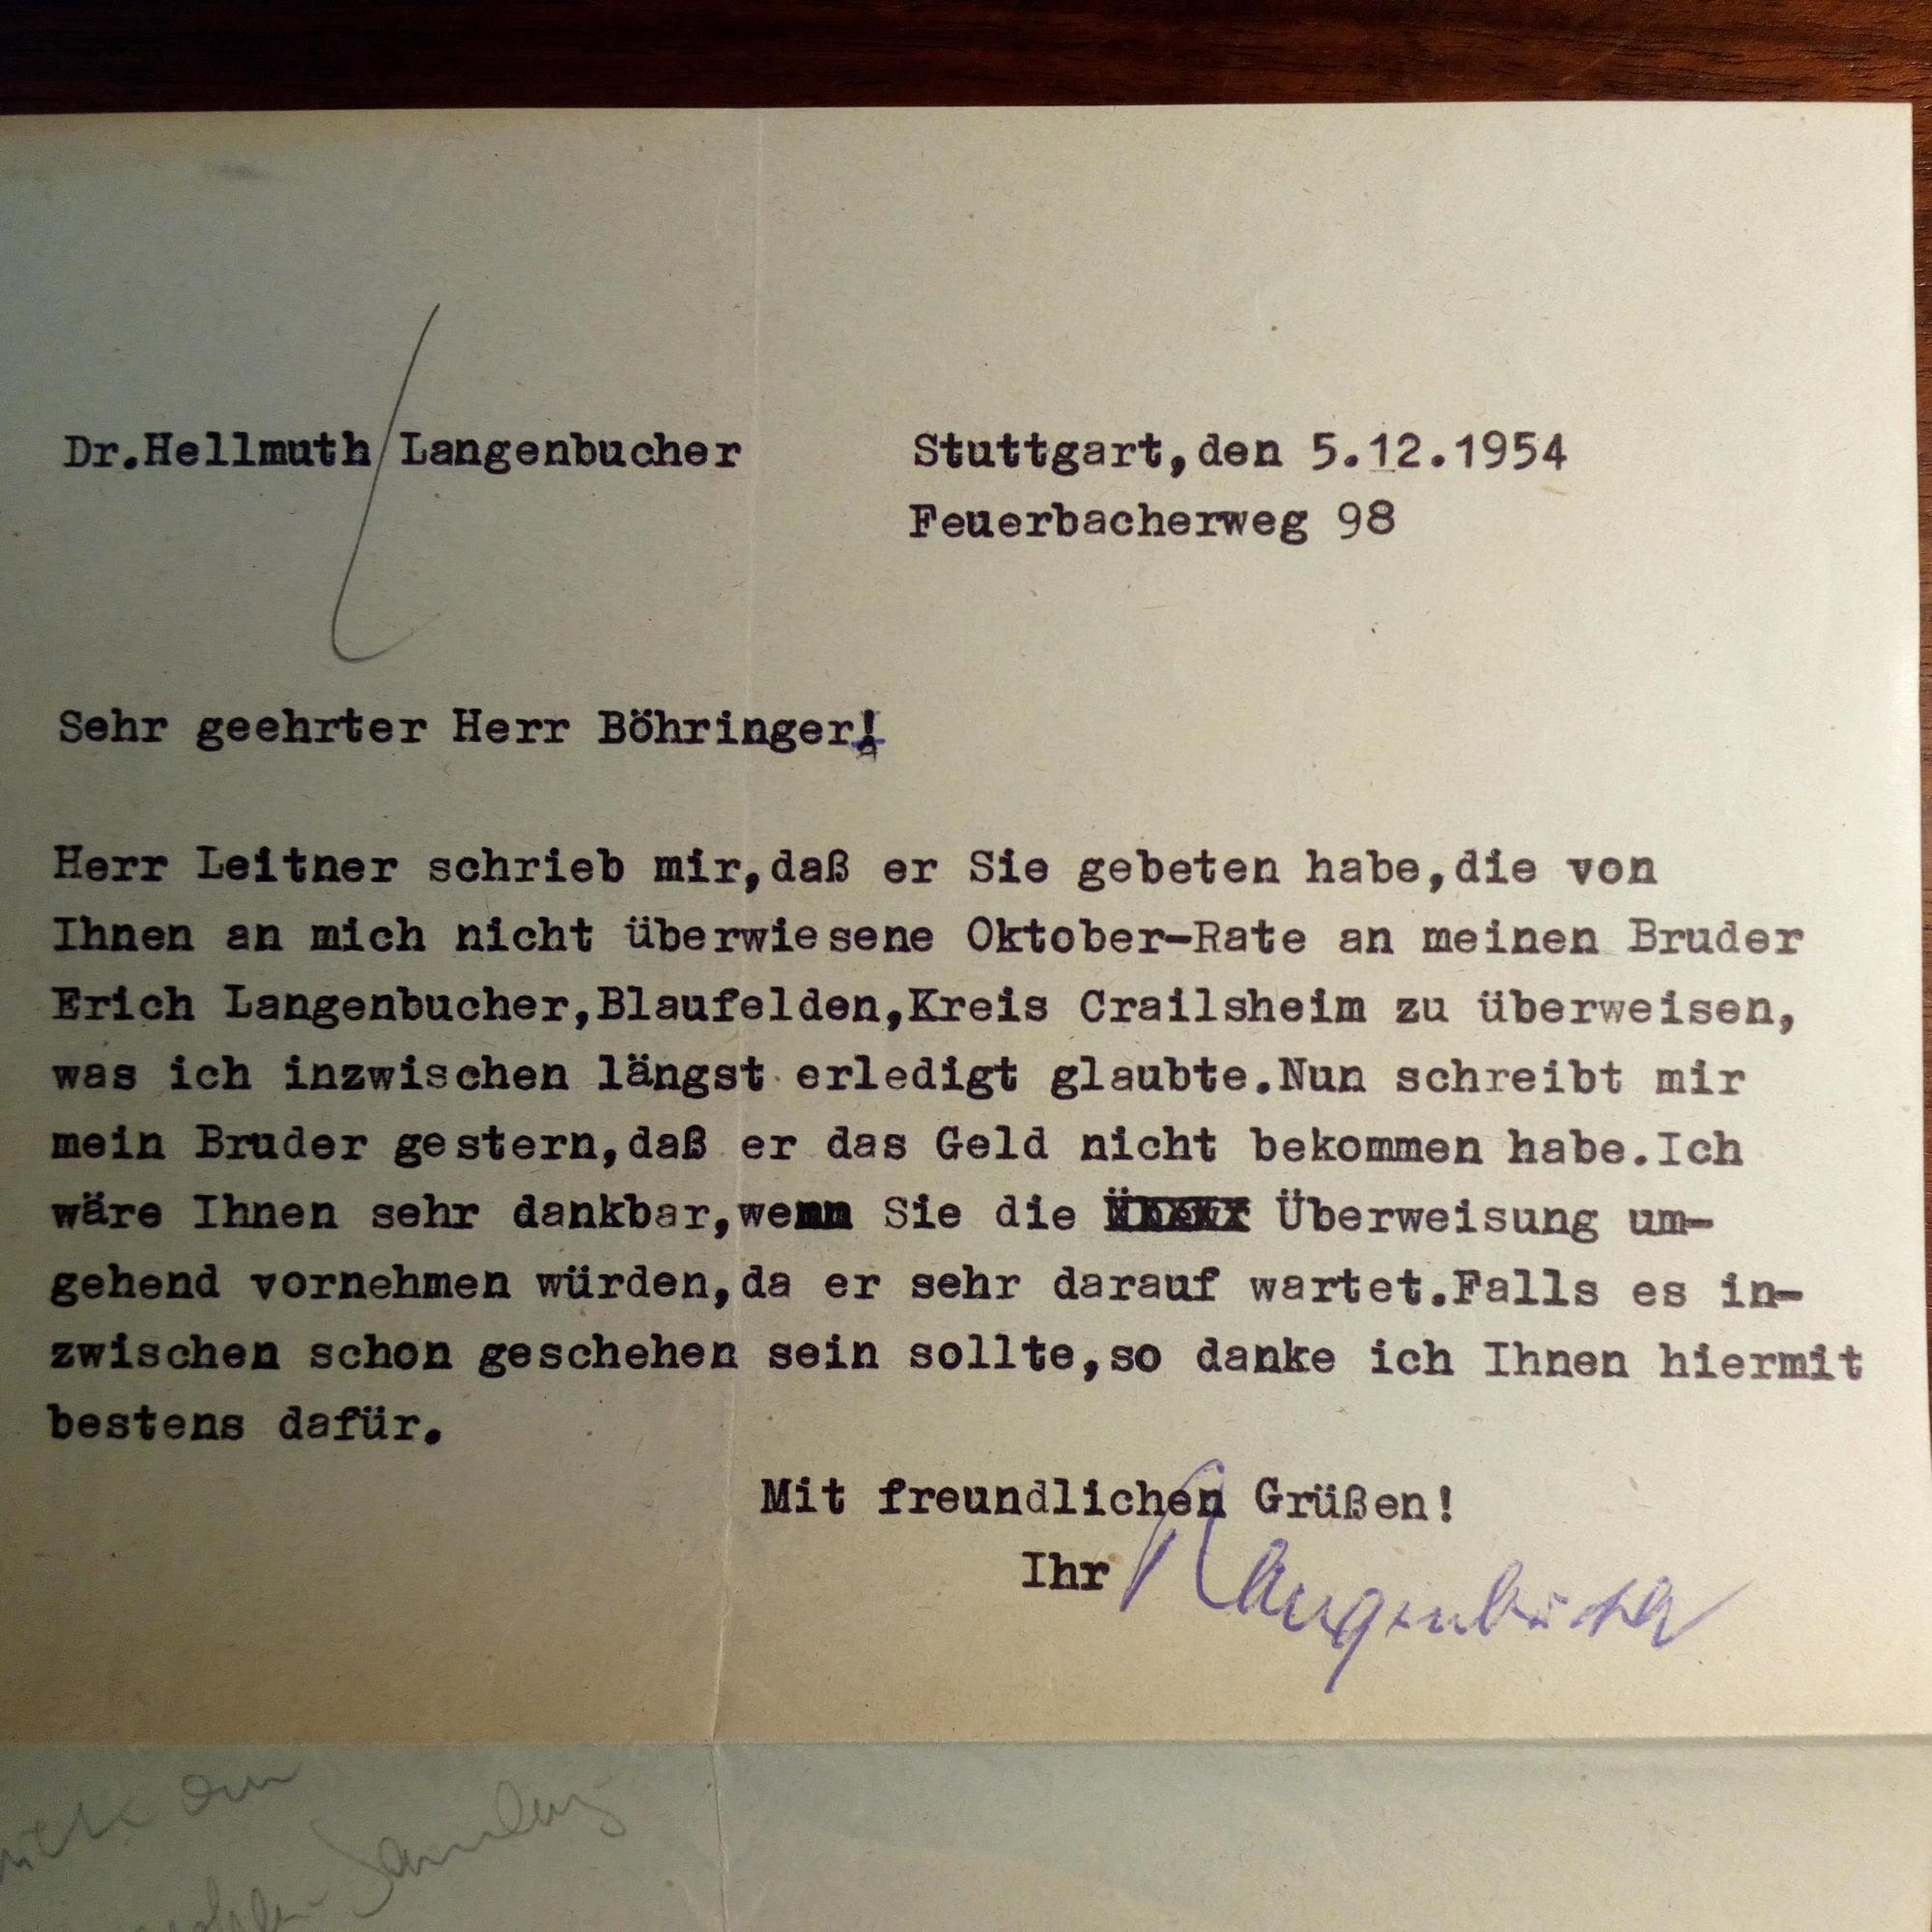 Dr.Hellmuth Langenbucher
Stuttgart,den 5.12.1954
Feuerbacherweg 98
Sehr geehrter Herr Böhringer!
Herr Leitner schrieb mir,daß er Sie gebeten habe,die von
Ihnen an mich nicht überwiesene Oktober-Rate an meinen Bruder
Erich Langenbucher,Blaufelden,Kreis Crailsheim zu überweisen,
was ich inzwischen längst erledigt glaubte.Nun schreibt mir
mein Bruder gestern,daß er das Geld nicht bekommen habe.Ich
wäre Ihnen sehr dankbar,wenn Sie die Überweisung um-
gehend vornehmen würden,da er sehr darauf wartet.Falls es in-
zwischen schon geschehen sein sollte,so danke ich Ihnen hiermit
bestens dafür.
Mit freundlichen Grüßen!
Ihr Langenbucher